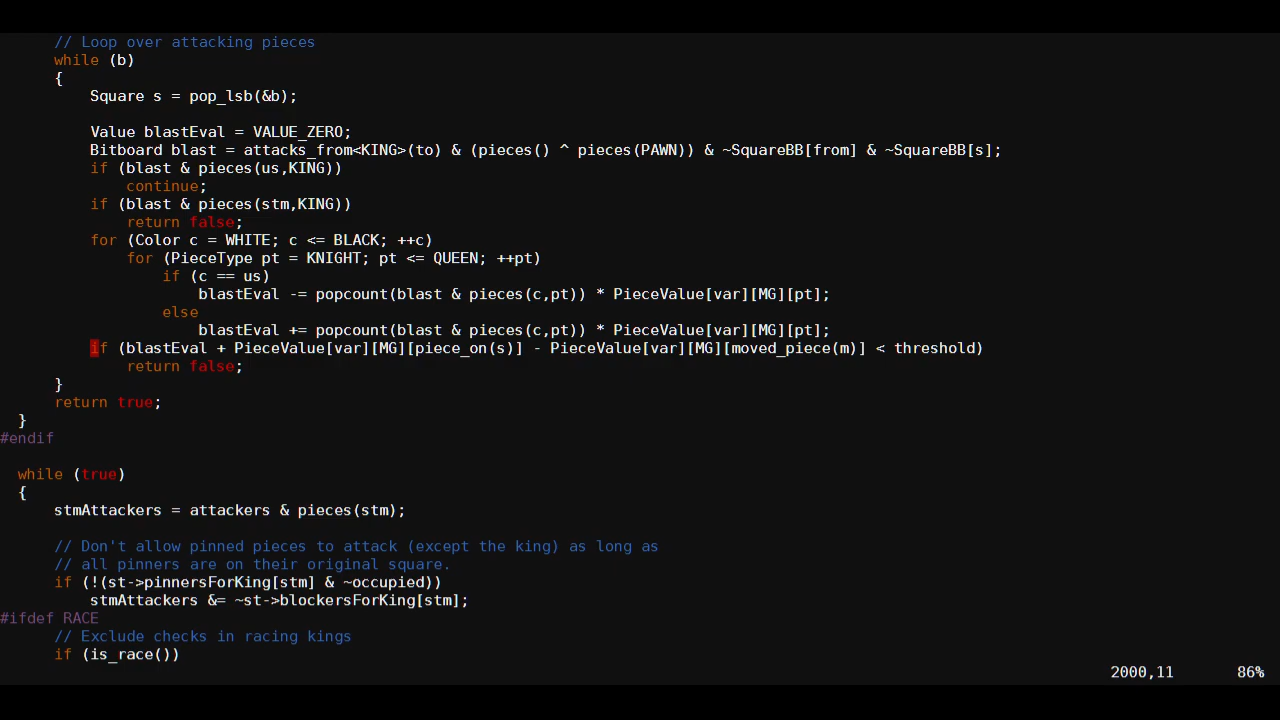 // Loop over attacking pieces
while (b)
{
Square s = pop_lsb(&b);
Value blastEval = VALUE_ZERO;
Bitboard blast = attacks_from<KING>(to) & (pieces() ^ pieces(PAWN)) & ~SquareBB[from] & ~SquareBB[s];
if (blast & pieces(us,KING))
continue;
if (blast & pieces(stm,KING))
return false;
for (Color c = WHITE; c <= BLACK; ++c)
for (PieceType pt = KNIGHT; pt <= QUEEN; ++pt)
if (c == us)
blastEval -= popcount(blast & pieces(c,pt)) * PieceValue[var][MG][pt];
else
blastEval += popcount(blast & pieces(c,pt)) * PieceValue[var][MG][pt];
if (blastEval + PieceValue[var][MG][piece_on(s)] - PieceValue[var][MG][moved_piece(m)] < threshold)
return false;
}
return true;
}
#endif
while (true)
{
stmAttackers = attackers & pieces(stm);
// Don't allow pinned pieces to attack (except the king) as long as
// all pinners are on their original square.
if (!(st->pinnersForKing[stm] & ~occupied))
stmAttackers &= ~st->blockersForKing[stm];
#ifdef RACE
// Exclude checks in racing kings
if (is_race())
2000,11 86%